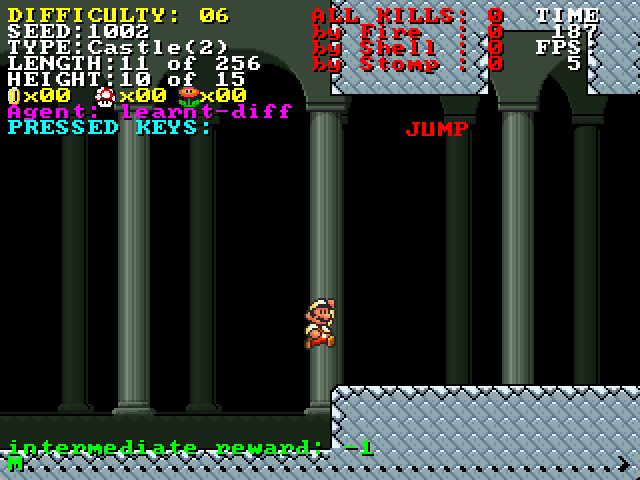 DIFFICULTY: 06
SEED:1002
TYPE:Castle(2)
LENGTH:11 of 256
HEIGHT:10 of 15
x00 x00 x00
Agent: learnt-diff
PRESSED KEYS:
ALL KILLS: 0
by Fire : 0
by Shell : 0
by Stomp : 0
TIME
187
FPS:
5
JUMP
intermediate reward: -1
M